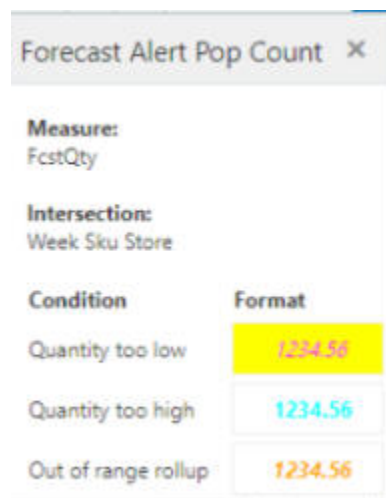 Forecast Alert Pop Count ×
Measure:
FcstQty
Intersection:
Week Sku Store
Condition Format
Quantity too low 1234.56
Quantity too high 1234.56
Out of range rollup 1234.56